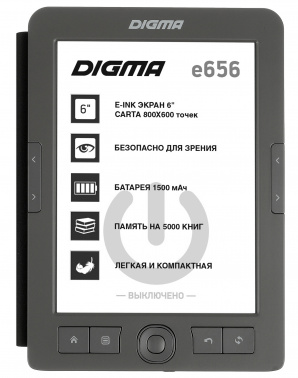 DIGMA
e656
6"
E-INK ЭКРАН 6"
CARTA 800X600 точек
БЕЗОПАСНО ДЛЯ ЗРЕНИЯ
БАТАРЕЯ 1500 мАч
ПАМЯТЬ НА 5000 КНИГ
ЛЕГКАЯ И КОМПАКТНАЯ
— ВЫКЛЮЧЕНО —